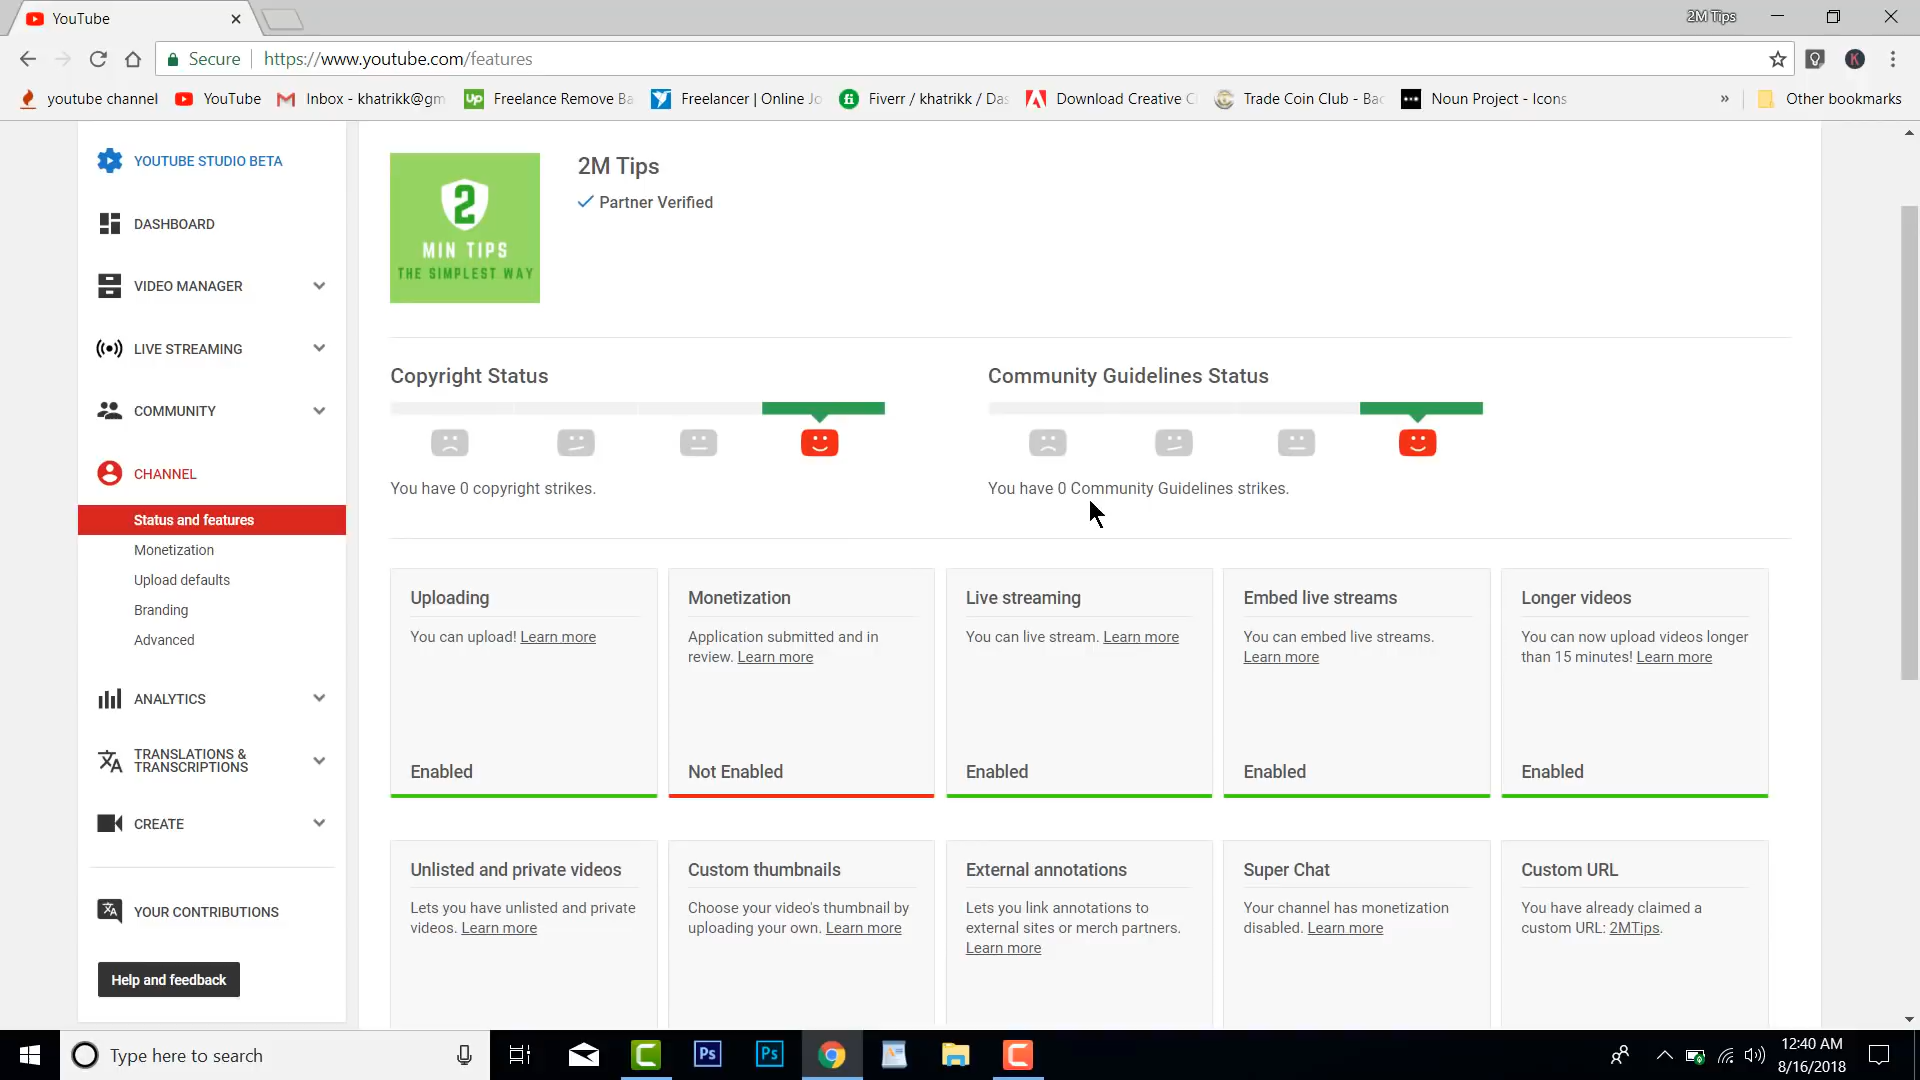 YouTube
2M Tips
Secure
https://www.youtube.com/features
youtube channel
YouTube
Inbox - khatrikk@gm
Freelance Remove Ba
Freelancer | Online Jo
Fiverr / khatrikk / Das
Download Creative Cl
Trade Coin Club - Bac
Noun Project - Icons
»
Other bookmarks
YOUTUBE STUDIO BETA
DASHBOARD
VIDEO MANAGER
LIVE STREAMING
COMMUNITY
CHANNEL
Status and features
Monetization
Upload defaults
Branding
Advanced
ANALYTICS
TRANSLATIONS &
TRANSCRIPTIONS
CREATE
YOUR CONTRIBUTIONS
Help and feedback
2
MIN TIPS
THE SIMPLEST WAY
2M Tips
Partner Verified
Copyright Status
You have 0 copyright strikes.
Community Guidelines Status
You have 0 Community Guidelines strikes.
Uploading
You can upload! Learn more
Enabled
Monetization
Application submitted and in
review. Learn more
Not Enabled
Live streaming
You can live stream. Learn more
Enabled
Embed live streams
You can embed live streams.
Learn more
Enabled
Longer videos
You can now upload videos longer
than 15 minutes! Learn more
Enabled
Unlisted and private videos
Lets you have unlisted and private
videos. Learn more
Custom thumbnails
Choose your video's thumbnail by
uploading your own. Learn more
External annotations
Lets you link annotations to
external sites or merch partners.
Learn more
Super Chat
Your channel has monetization
disabled. Learn more
Custom URL
You have already claimed a
custom URL: 2MTips.
Type here to search
Ps
Ps
12:40 AM
8/16/2018